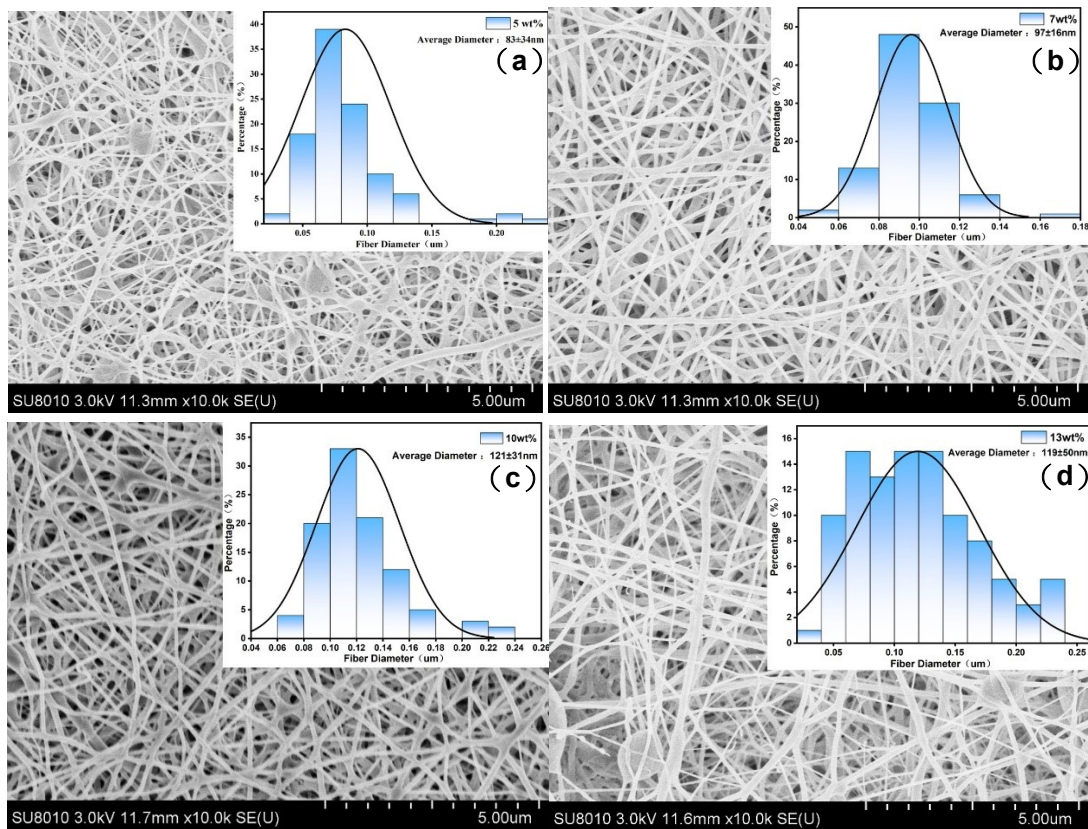 5 wt%
Average Diameter ：83±34nm
(a)
40
35
30
25
20
15
10
5
0
Percentage (%)
0.05
0.10
0.15
0.20
Fiber Diameter（um）
SU8010 3.0kV 11.3mm x10.0k SE(U)
5.00um
7wt%
Average Diameter ：97±16nm
(b)
50
40
30
20
10
0
Percentage (%)
0.04
0.06
0.08
0.10
0.12
0.14
0.16
0.18
Fiber Diameter（um）
SU8010 3.0kV 11.3mm x10.0k SE(U)
5.00um
10wt%
Average Diameter ：121±31nm
(c)
35
30
25
20
15
10
5
0
Percentage (%)
0.04
0.06
0.08
0.10
0.12
0.14
0.16
0.18
0.20
0.22
0.24
0.26
Fiber Diameter（um）
SU8010 3.0kV 11.7mm x10.0k SE(U)
5.00um
13wt%
Average Diameter ：119±50nm
(d)
16
14
12
10
8
6
4
2
0
Percentage (%)
0.05
0.10
0.15
0.20
0.25
Fiber Diameter（um）
SU8010 3.0kV 11.6mm x10.0k SE(U)
5.00um